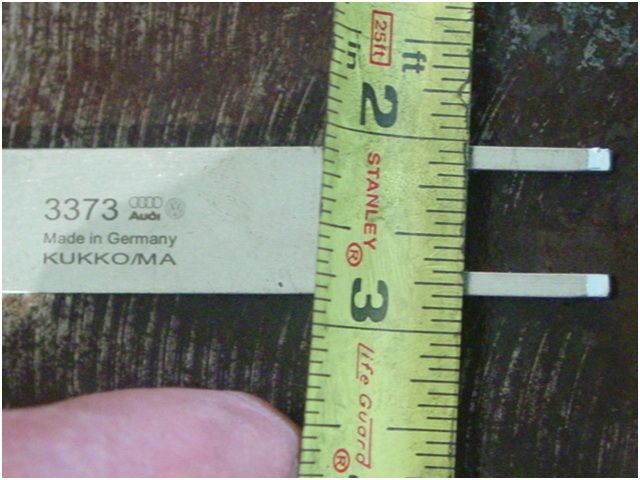 3373 Audi
Made in Germany
KUKKO/MA
25ft
in ft
2
STANLEY®
3
life Guard®